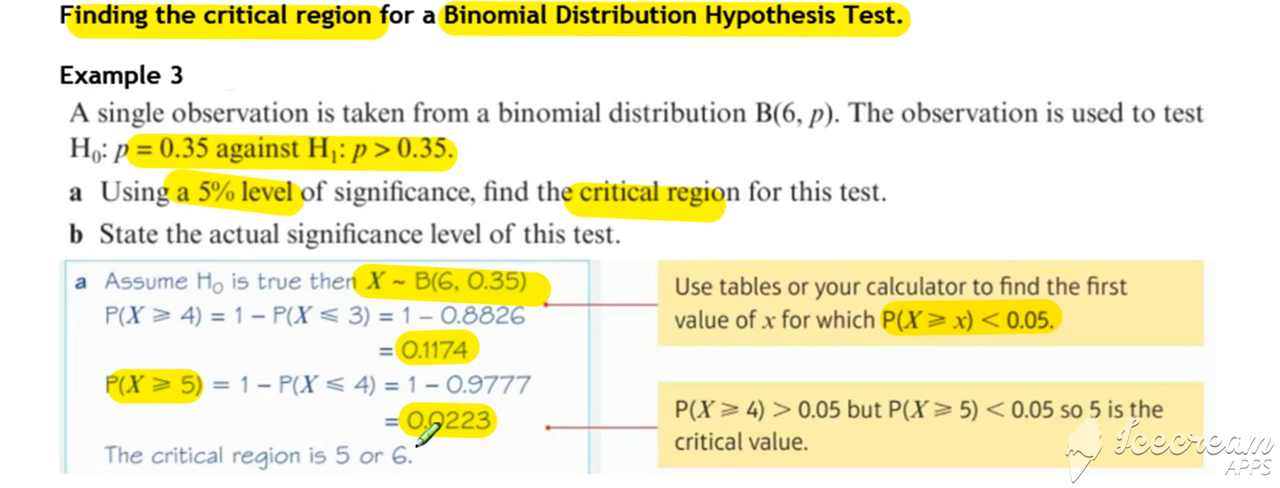 Finding the critical region for a Binomial Distribution Hypothesis Test.
Example 3
A single observation is taken from a binomial distribution B(6, p). The observation is used to test
H₀: p = 0.35 against H₁: p > 0.35.
a Using a 5% level of significance, find the critical region for this test.
b State the actual significance level of this test.
a Assume H₀ is true then X ~ B(6, 0.35)
P(X ⩾ 4) = 1 – P(X ⩽ 3) = 1 – 0.8826
= 0.1174
P(X ⩾ 5) = 1 – P(X ⩽ 4) = 1 – 0.9777
= 0.0223
The critical region is 5 or 6.
Use tables or your calculator to find the first
value of x for which P(X ⩾ x) < 0.05.
P(X ⩾ 4) > 0.05 but P(X ⩾ 5) < 0.05 so 5 is the
critical value.
Icecream
APPS